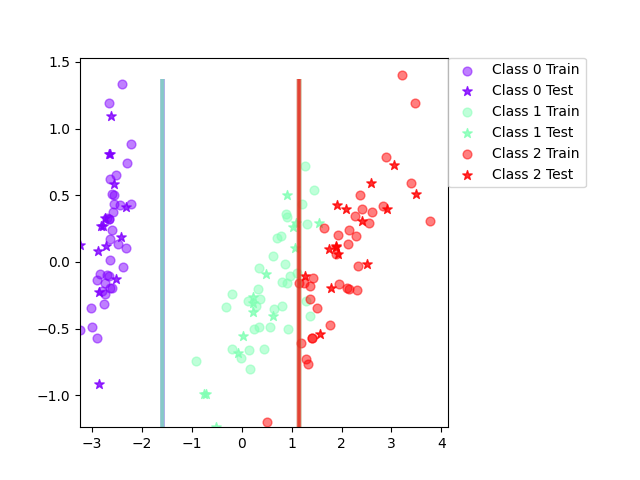 1.5
1.0
0.5
0.0
−0.5
−1.0
−3
−2
−1
0
1
2
3
4
Class 0 Train
Class 0 Test
Class 1 Train
Class 1 Test
Class 2 Train
Class 2 Test